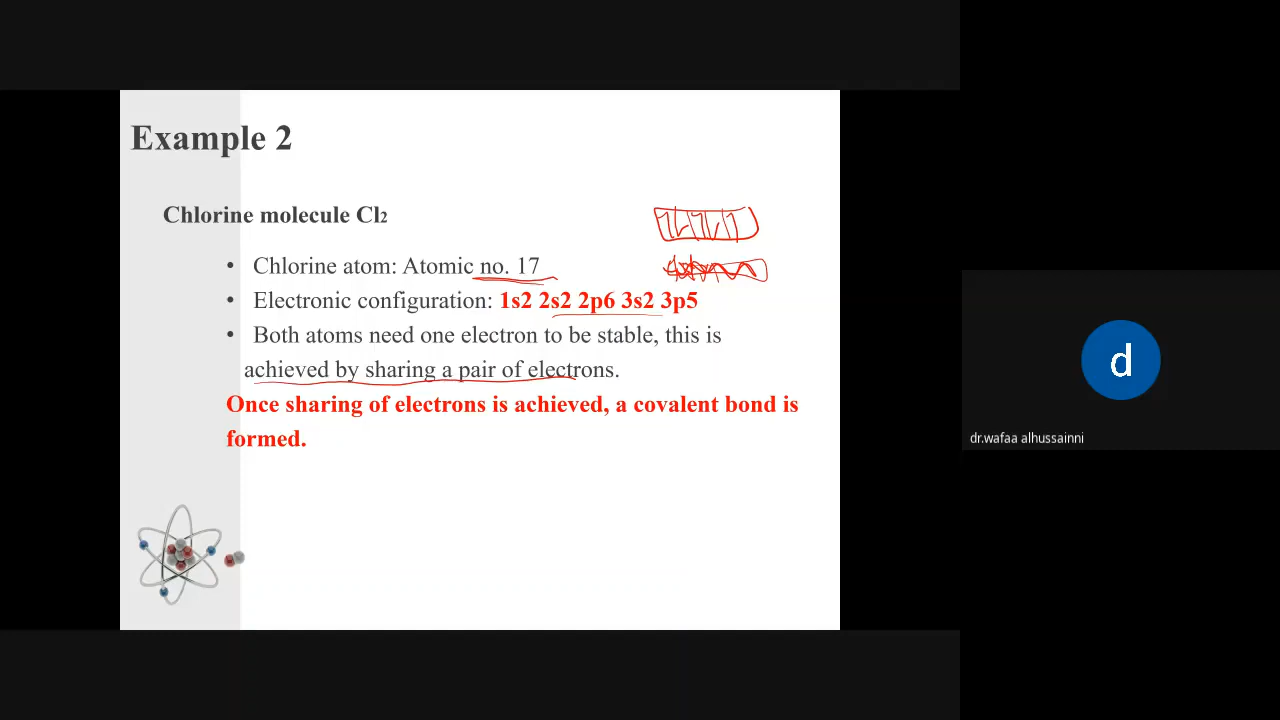 Example 2
Chlorine molecule Cl2
• Chlorine atom: Atomic no. 17
• Electronic configuration: 1s2 2s2 2p6 3s2 3p5
• Both atoms need one electron to be stable, this is
achieved by sharing a pair of electrons.
Once sharing of electrons is achieved, a covalent bond is
formed.
d
dr.wafaa alhussainni